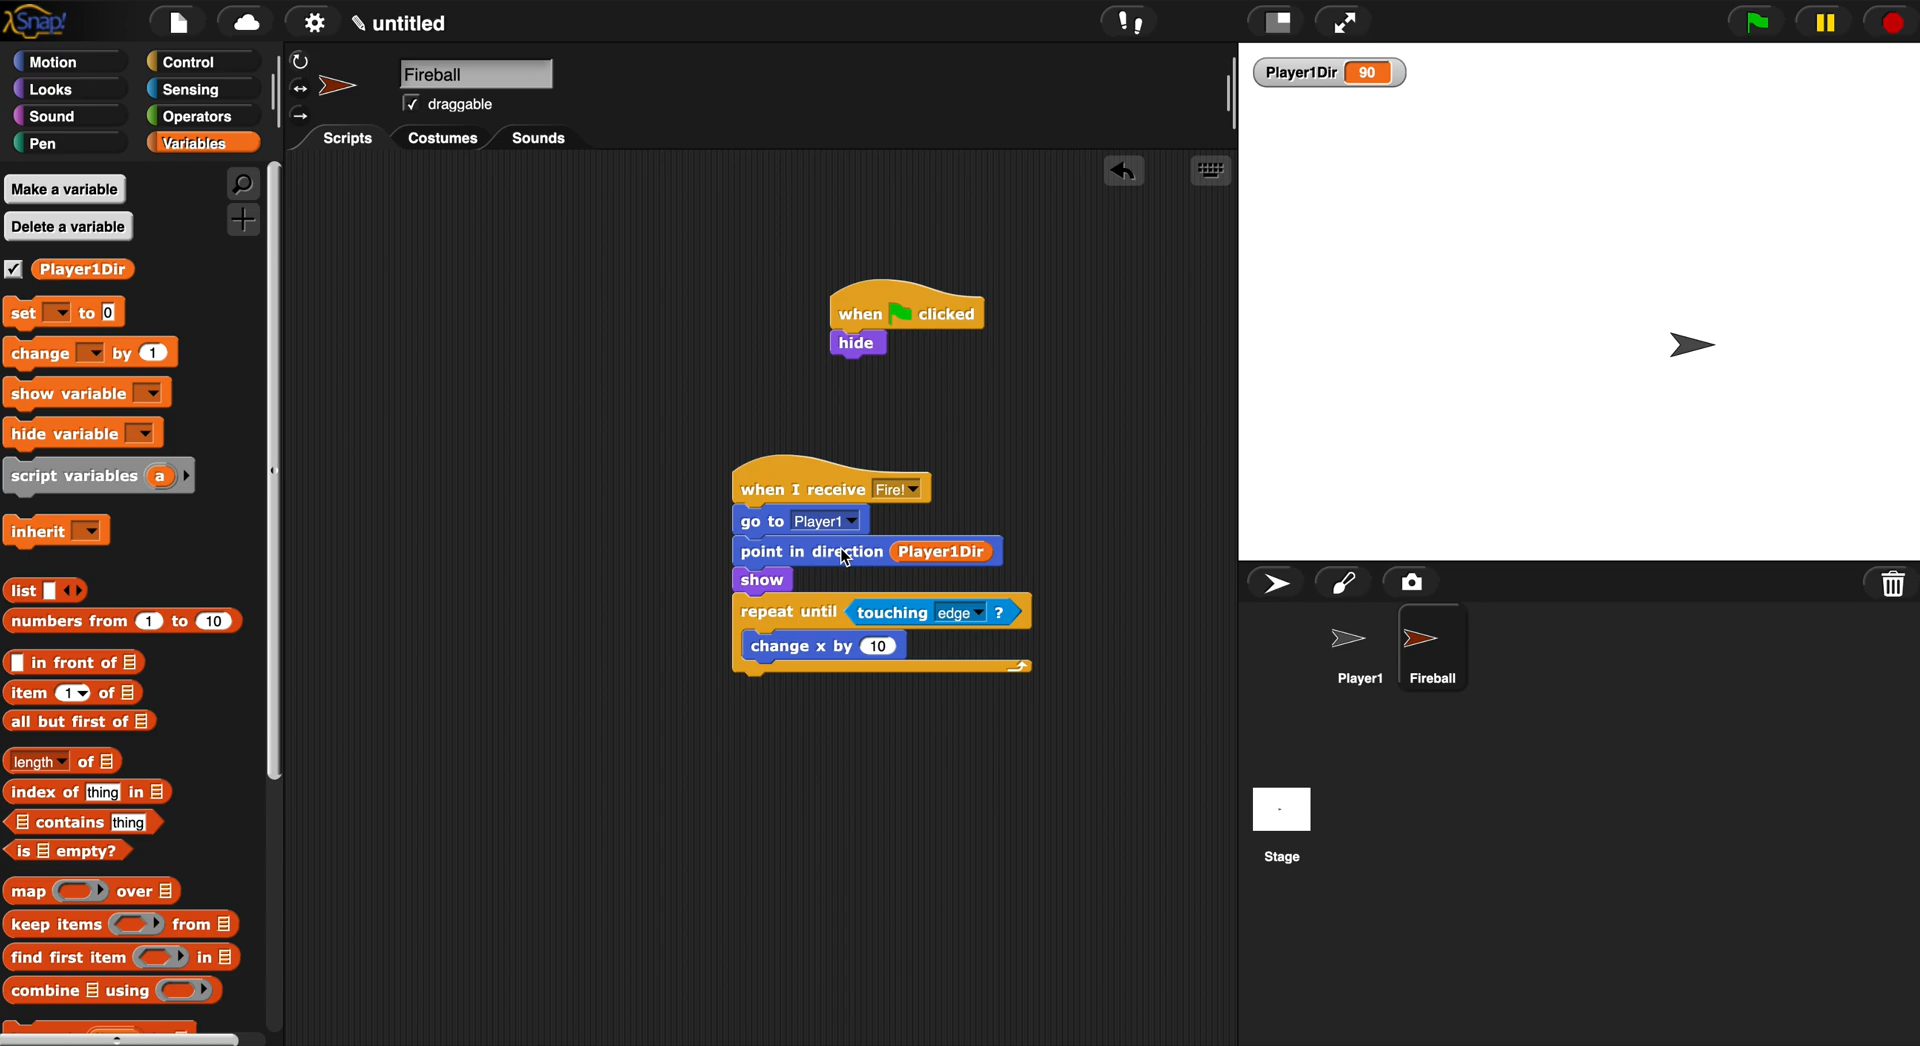 Snap!
untitled
Motion
Control
Looks
Sensing
Sound
Operators
Pen
Variables
Fireball
draggable
Scripts
Costumes
Sounds
Make a variable
Delete a variable
Player1Dir
set to 0
change by 1
show variable
hide variable
script variables a
inherit
list
numbers from 1 to 10
in front of
item 1 of
all but first of
length of
index of thing in
contains thing
is empty?
map over
keep items from
find first item in
combine using
when clicked
hide
when I receive Fire!
go to Player1
point in direction Player1Dir
show
repeat until touching edge ?
change x by 10
Player1Dir 90
Player1
Fireball
Stage